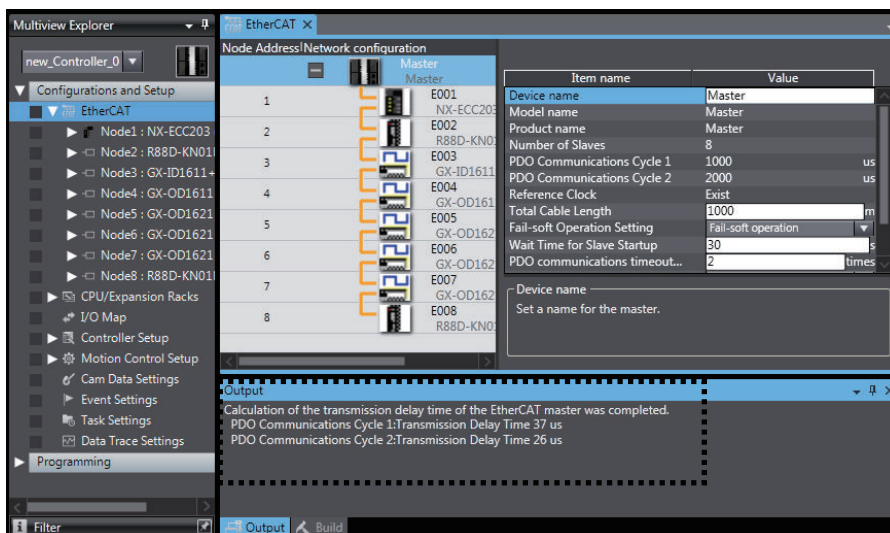 Multiview Explorer
new_Controller_0
Configurations and Setup
EtherCAT
Node1 : NX-ECC203
Node2 : R88D-KN01
Node3 : GX-ID1611+
Node4 : GX-OD1611
Node5 : GX-OD1621
Node6 : GX-OD1621
Node7 : GX-OD1621
Node8 : R88D-KN01
CPU/Expansion Racks
I/O Map
Controller Setup
Motion Control Setup
Cam Data Settings
Event Settings
Task Settings
Data Trace Settings
Programming
Filter
EtherCAT
Node Address Network configuration
Master
Master
1 E001
NX-ECC203
2 E002
R88D-KN0
3 E003
GX-ID1611
4 E004
GX-OD161
5 E005
GX-OD162
6 E006
GX-OD162
7 E007
GX-OD162
8 E008
R88D-KN0
Item name Value
Device name Master
Model name Master
Product name Master
Number of Slaves 8
PDO Communications Cycle 1 1000 us
PDO Communications Cycle 2 2000 us
Reference Clock Exist
Total Cable Length 1000 m
Fail-soft Operation Setting Fail-soft operation
Wait Time for Slave Startup 30 s
PDO communications timeout... 2 times
Device name
Set a name for the master.
Output
Calculation of the transmission delay time of the EtherCAT master was completed.
PDO Communications Cycle 1:Transmission Delay Time 37 us
PDO Communications Cycle 2:Transmission Delay Time 26 us
Output Build